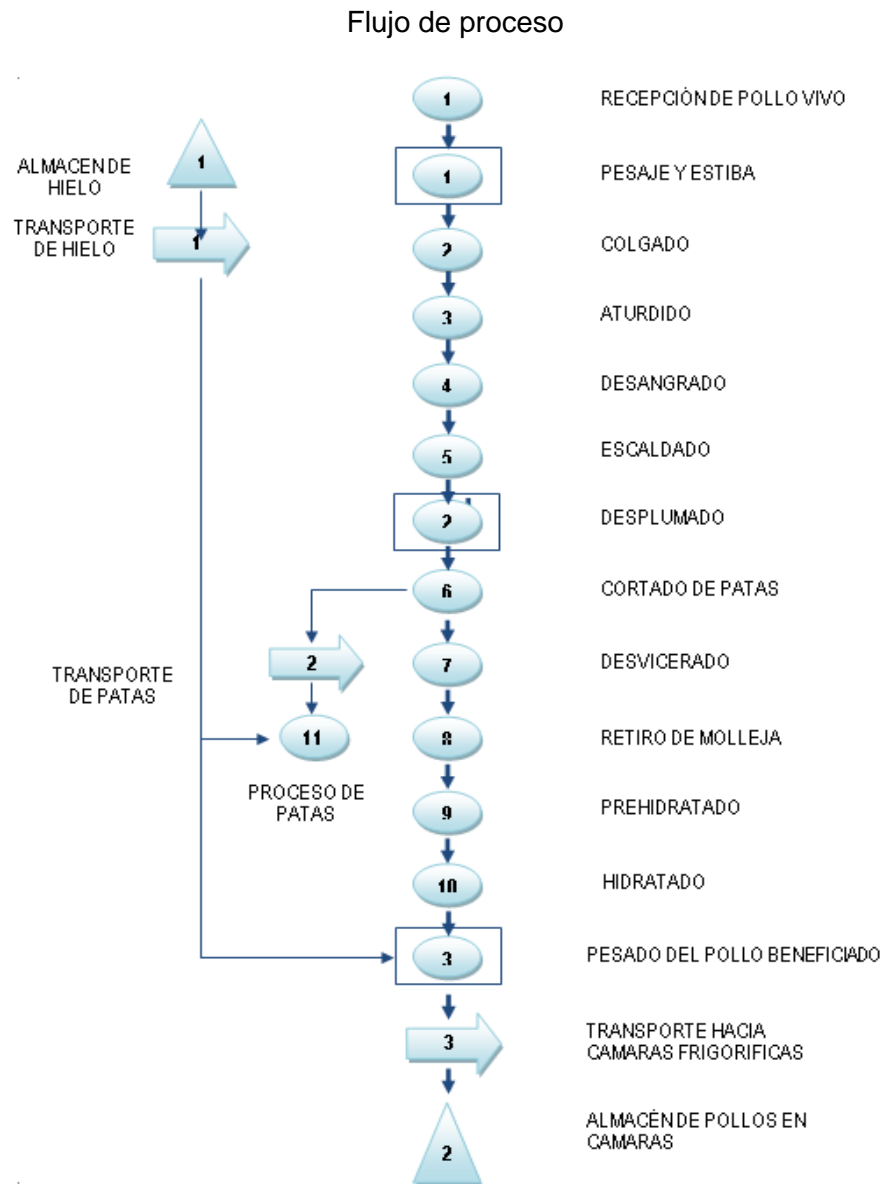 Flujo de proceso
1 RECEPCIÓN DE POLLO VIVO
1
ALMACEN DE
HIELO
1 PESAJE Y ESTIBA
TRANSPORTE
DE HIELO
1
2 COLGADO
3 ATURDIDO
4 DESANGRADO
5 ESCALDADO
2 DESPLUMADO
6 CORTADO DE PATAS
TRANSPORTE
DE PATAS
2
7 DESVICERADO
11
PROCESO DE
PATAS
8 RETIRO DE MOLLEJA
9 PREHIDRATADO
10 HIDRATADO
3 PESADO DEL POLLO BENEFICIADO
3 TRANSPORTE HACIA
CAMARAS FRIGORIFICAS
2 ALMACÉN DE POLLOS EN
CAMARAS